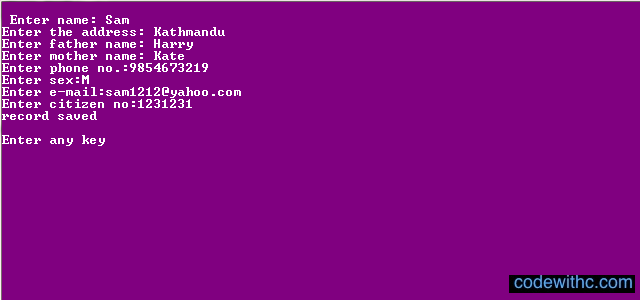 Enter name: Sam
Enter the address: Kathmandu
Enter father name: Harry
Enter mother name: Kate
Enter phone no.:9854673219
Enter sex:M
Enter e-mail:sam1212@yahoo.com
Enter citizen no:1231231
record saved
Enter any key
codewithc.com